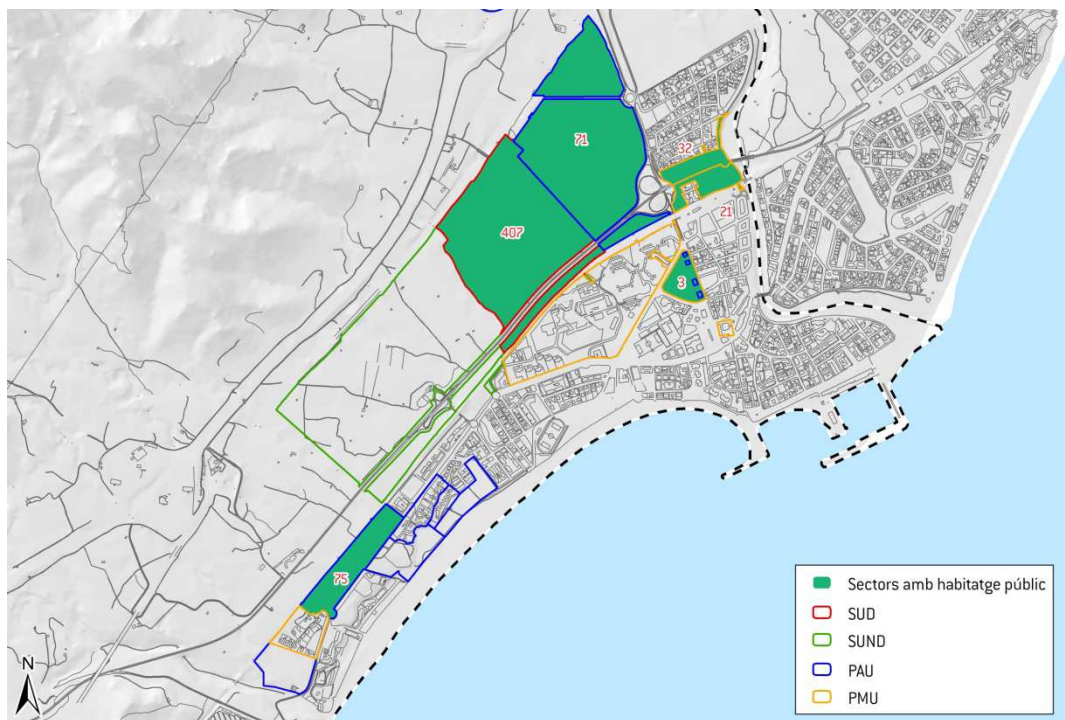 71
32
407
21
3
75
N
Sectors amb habitatge públic
SUD
SUND
PAU
PMU